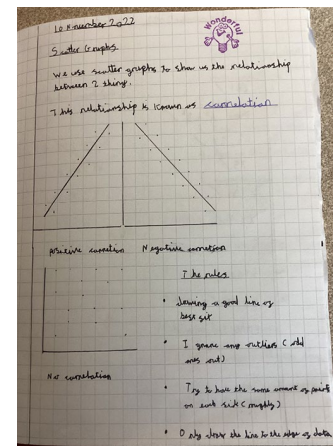 10 November 2022
Wonderful
Scatter Graphs
We use scatter graphs to show us the relationship
between 2 thing.
This relationship is known as correlation
Positive correlation Negative correlation
The rules
• drawing a good line of
best fit
• Ignore any outliers (odd
ones out)
No correlation
• Try to have the same amount of points
on each side (roughly)
• Only draw the line to the edge of data